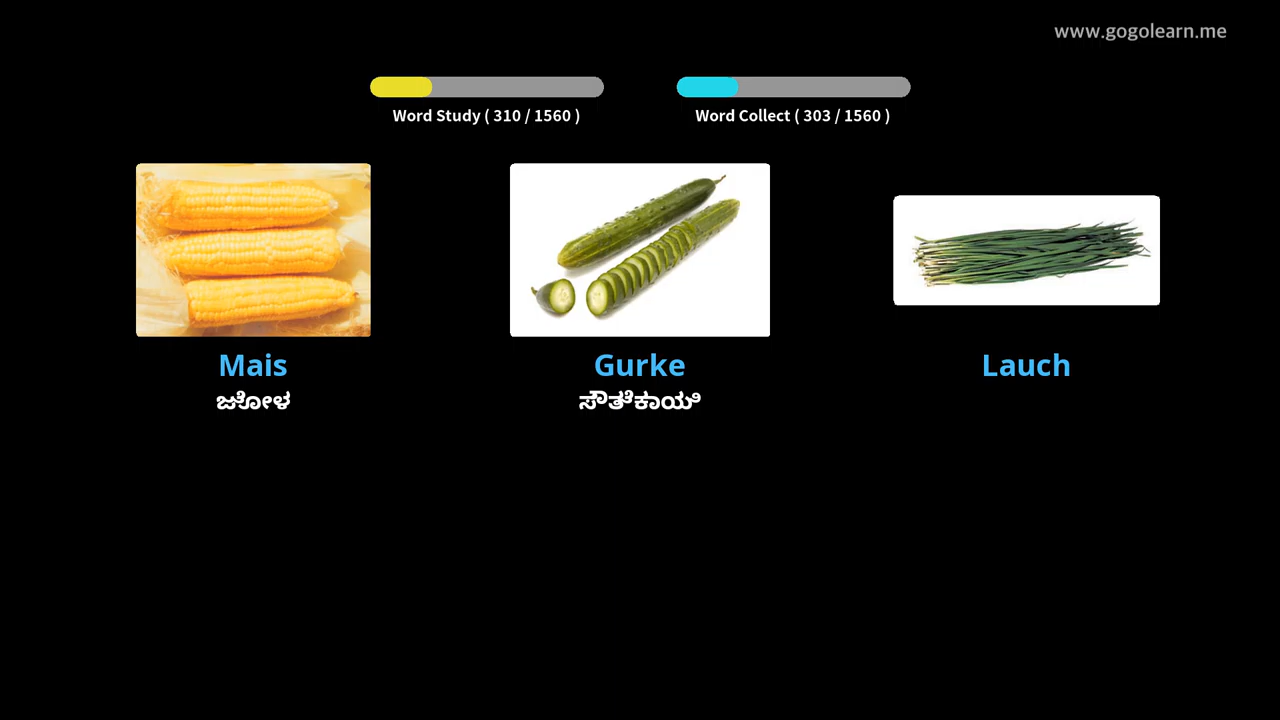 www.gogolearn.me
Word Study ( 310 / 1560 )
Word Collect ( 303 / 1560 )
Mais
Gurke
Lauch
ಜೋಳ
ಸೌತೆಕಾಯಿ